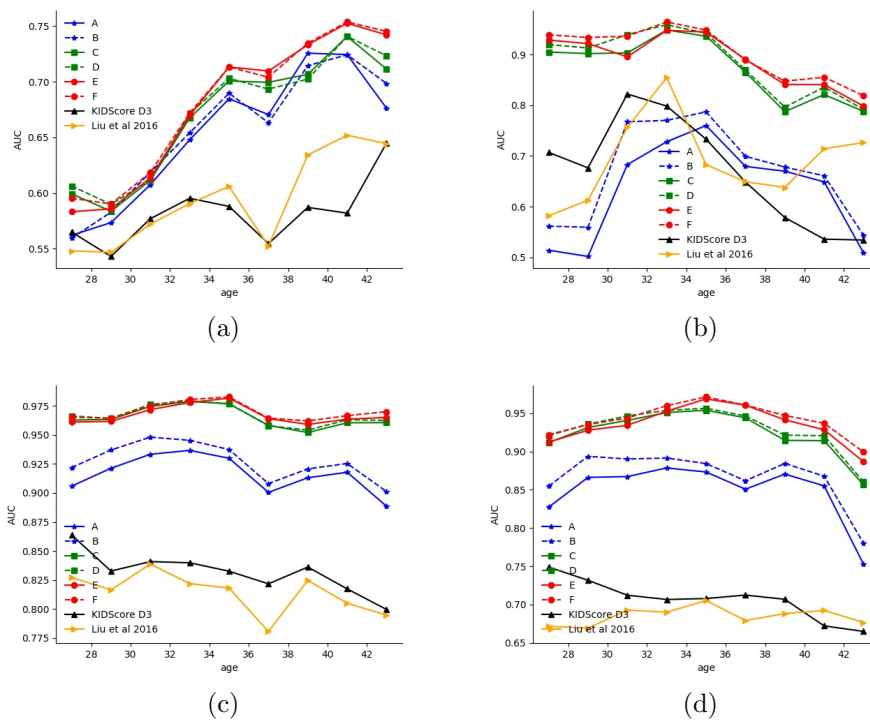 0.75
0.70
0.65
0.60
0.55
AUC
A
B
C
D
E
F
KIDScore D3
Liu et al 2016
28 30 32 34 36 38 40 42
age
(a)
0.9
0.8
0.7
0.6
0.5
AUC
A
B
C
D
E
F
KIDScore D3
Liu et al 2016
28 30 32 34 36 38 40 42
age
(b)
0.975
0.950
0.925
0.900
0.875
0.850
0.825
0.800
0.775
AUC
A
B
C
D
E
F
KIDScore D3
Liu et al 2016
28 30 32 34 36 38 40 42
age
(c)
0.95
0.90
0.85
0.80
0.75
0.70
0.65
AUC
A
B
C
D
E
F
KIDScore D3
Liu et al 2016
28 30 32 34 36 38 40 42
age
(d)